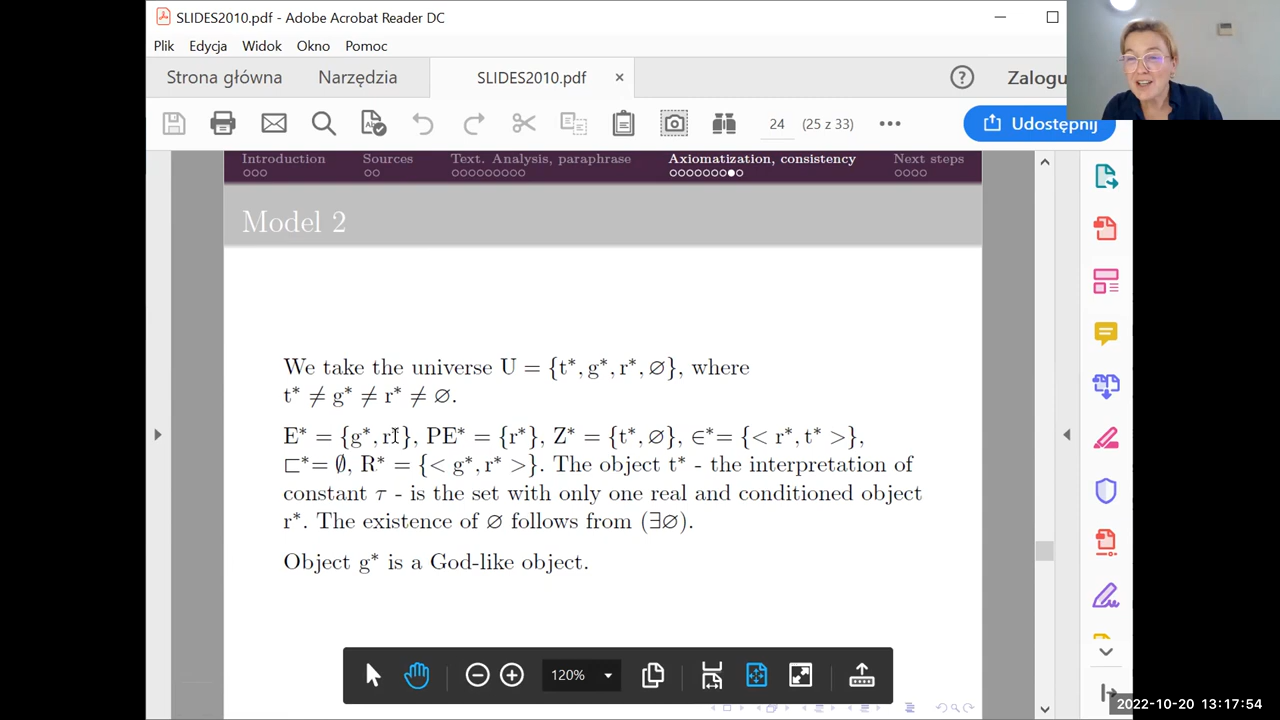 SLIDES2010.pdf - Adobe Acrobat Reader DC
Plik Edycja Widok Okno Pomoc
Strona główna Narzędzia SLIDES2010.pdf × ? Zalogu
24 (25 z 33) Udostępnij
Introduction Sources Text. Analysis, paraphrase Axiomatization, consistency Next steps
Model 2
We take the universe U = {t*, g*, r*, ∅}, where
t* ≠ g* ≠ r* ≠ ∅.
E* = {g*, r*}, PE* = {r*}, Z* = {t*, ∅}, ∈*= {< r*, t* >},
⊏*= ∅, R* = {< g*, r* >}. The object t* - the interpretation of
constant τ - is the set with only one real and conditioned object
r*. The existence of ∅ follows from (∃∅).
Object g* is a God-like object.
120%
2022-10-20 13:17:54